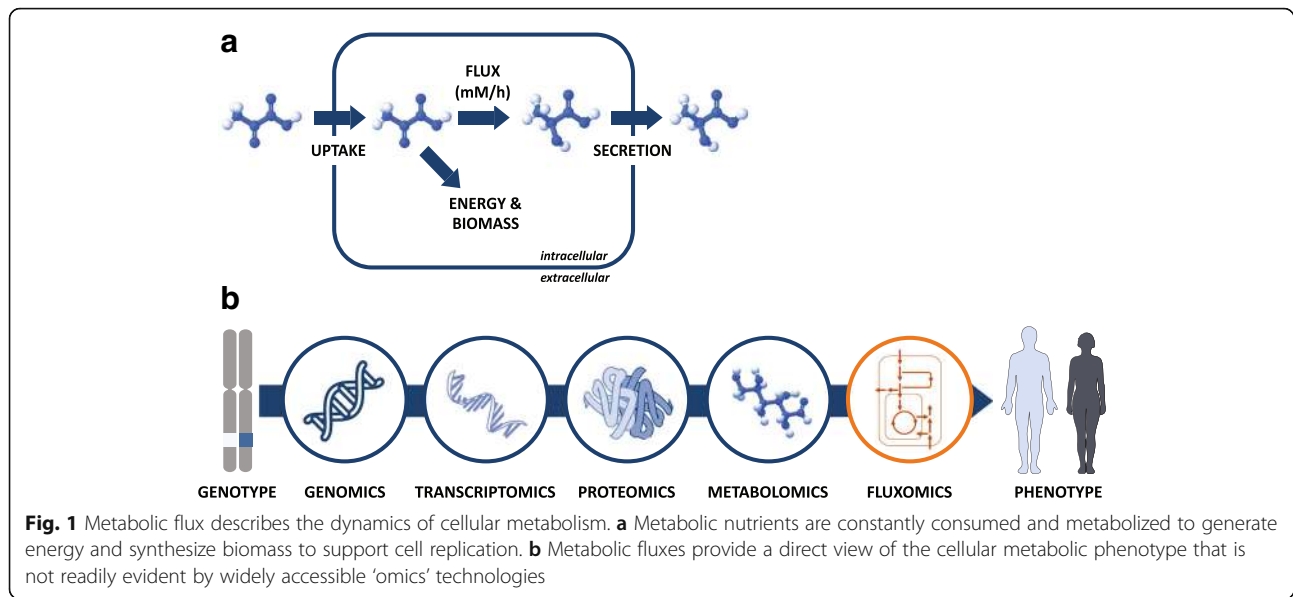 a
FLUX
(mM/h)
UPTAKE
SECRETION
ENERGY &
BIOMASS
intracellular
extracellular
b
GENOTYPE GENOMICS TRANSCRIPTOMICS PROTEOMICS METABOLOMICS FLUXOMICS PHENOTYPE
Fig. 1 Metabolic flux describes the dynamics of cellular metabolism. a Metabolic nutrients are constantly consumed and metabolized to generate
energy and synthesize biomass to support cell replication. b Metabolic fluxes provide a direct view of the cellular metabolic phenotype that is
not readily evident by widely accessible ‘omics’ technologies